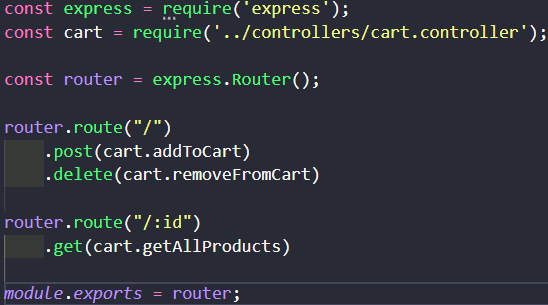 const express = require('express');
const cart = require('../controllers/cart.controller');
const router = express.Router();
router.route("/")
.post(cart.addToCart)
.delete(cart.removeFromCart)
router.route("/:id")
.get(cart.getAllProducts)
module.exports = router;